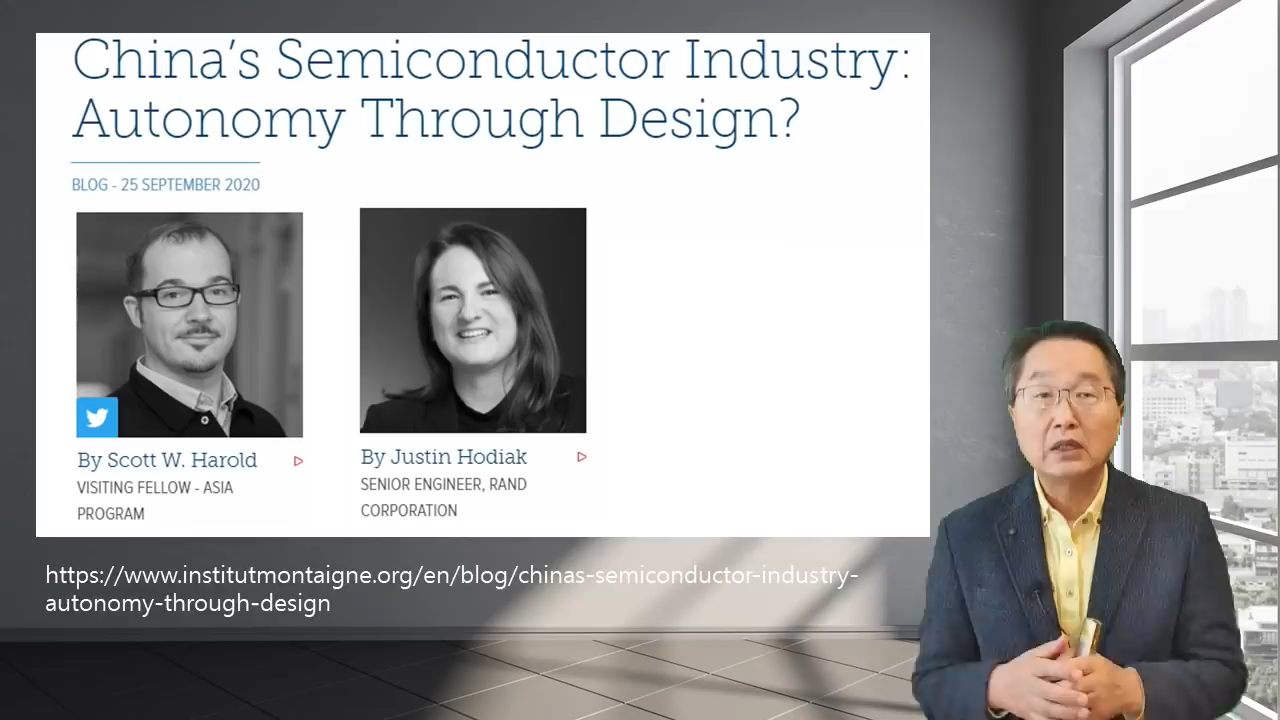 China's Semiconductor Industry:
Autonomy Through Design?
BLOG - 25 SEPTEMBER 2020
By Scott W. Harold
VISITING FELLOW - ASIA
PROGRAM
By Justin Hodiak
SENIOR ENGINEER, RAND
CORPORATION
https://www.institutmontaigne.org/en/blog/chinas-semiconductor-industry-
autonomy-through-design